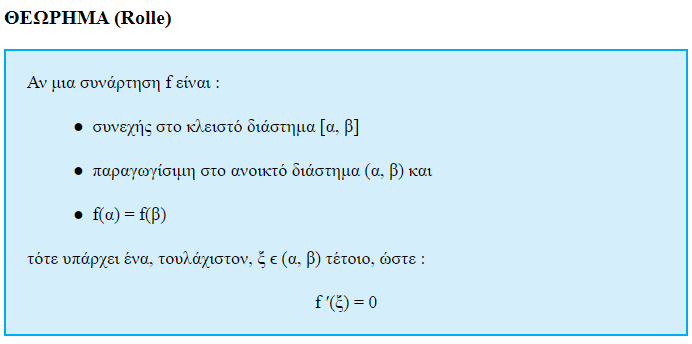 ΘΕΩΡΗΜΑ (Rolle)
Αν μια συνάρτηση f είναι :
● συνεχής στο κλειστό διάστημα [α, β]
● παραγωγίσιμη στο ανοικτό διάστημα (α, β) και
● f(α) = f(β)
τότε υπάρχει ένα, τουλάχιστον, ξ ϵ (α, β) τέτοιο, ώστε :
f ′(ξ) = 0